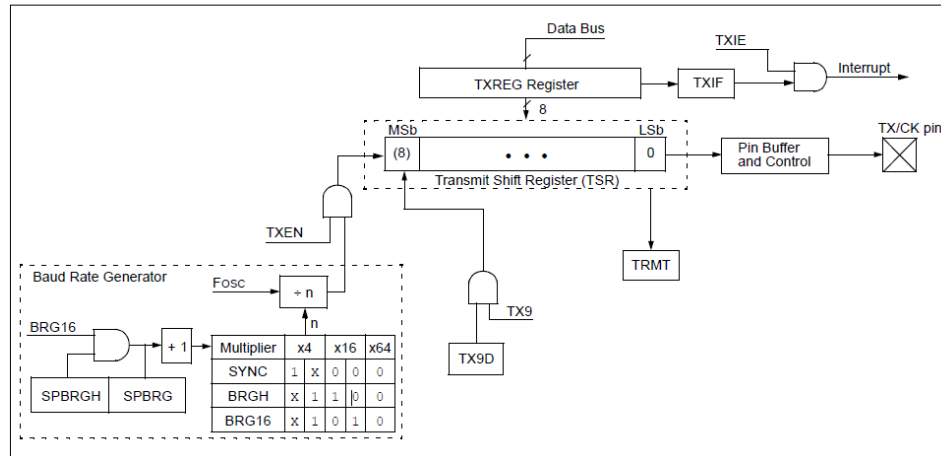 Data Bus
TXIE
Interrupt
TXREG Register
TXIF
8
MSb
LSb
TX/CK pin
(8)
• • •
0
Pin Buffer
and Control
Transmit Shift Register (TSR)
TXEN
TRMT
Baud Rate Generator
Fosc
÷ n
n
TX9
TX9D
BRG16
+ 1
SPBRGH SPBRG
Multiplier x4 x16 x64
SYNC 1 X 0 0 0
BRGH X 1 1 0 0
BRG16 X 1 0 1 0